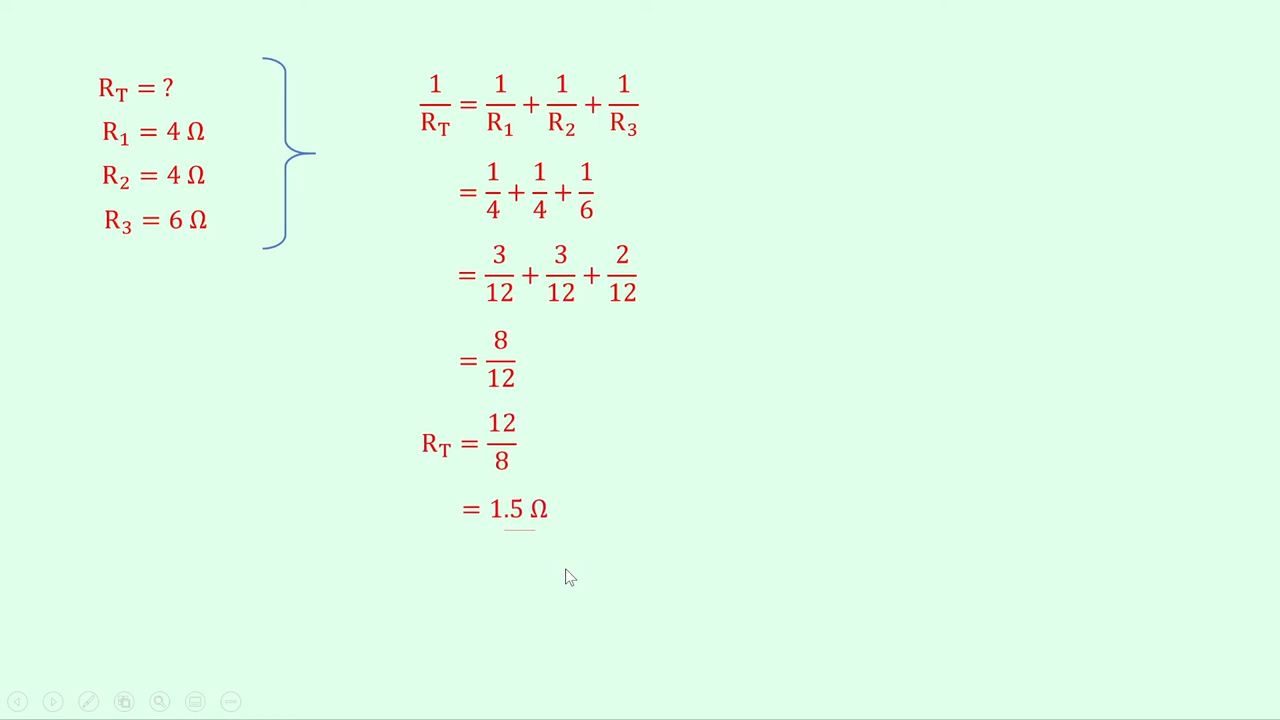 R_T = ?
R_1 = 4 Ω
R_2 = 4 Ω
R_3 = 6 Ω
1/R_T = 1/R_1 + 1/R_2 + 1/R_3
= 1/4 + 1/4 + 1/6
= 3/12 + 3/12 + 2/12
= 8/12
R_T = 12/8
= 1.5 Ω